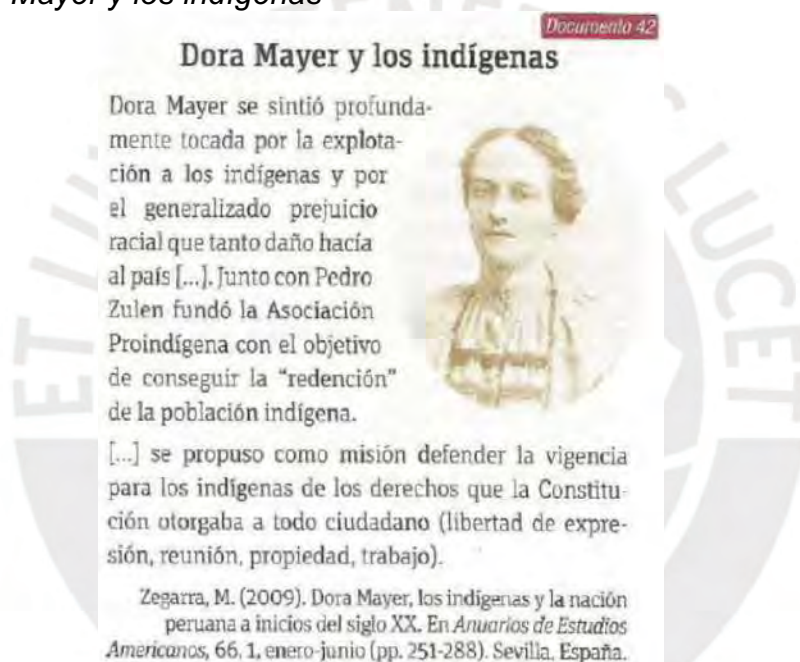 Mayer y los indígenas
Documento 42
Dora Mayer y los indígenas
Dora Mayer se sintió profunda-
mente tocada por la explota-
ción a los indígenas y por
el generalizado prejuicio
racial que tanto daño hacía
al país [...]. Junto con Pedro
Zulen fundó la Asociación
Proindígena con el objetivo
de conseguir la "redención"
de la población indígena.
[...] se propuso como misión defender la vigencia
para los indígenas de los derechos que la Constitu-
ción otorgaba a todo ciudadano (libertad de expre-
sión, reunión, propiedad, trabajo).
Zegarra, M. (2009). Dora Mayer, los indígenas y la nación
peruana a inicios del siglo XX. En Anuarios de Estudios
Americanos, 66, 1, enero-junio (pp. 251-288). Sevilla, España.
ET
LUCET